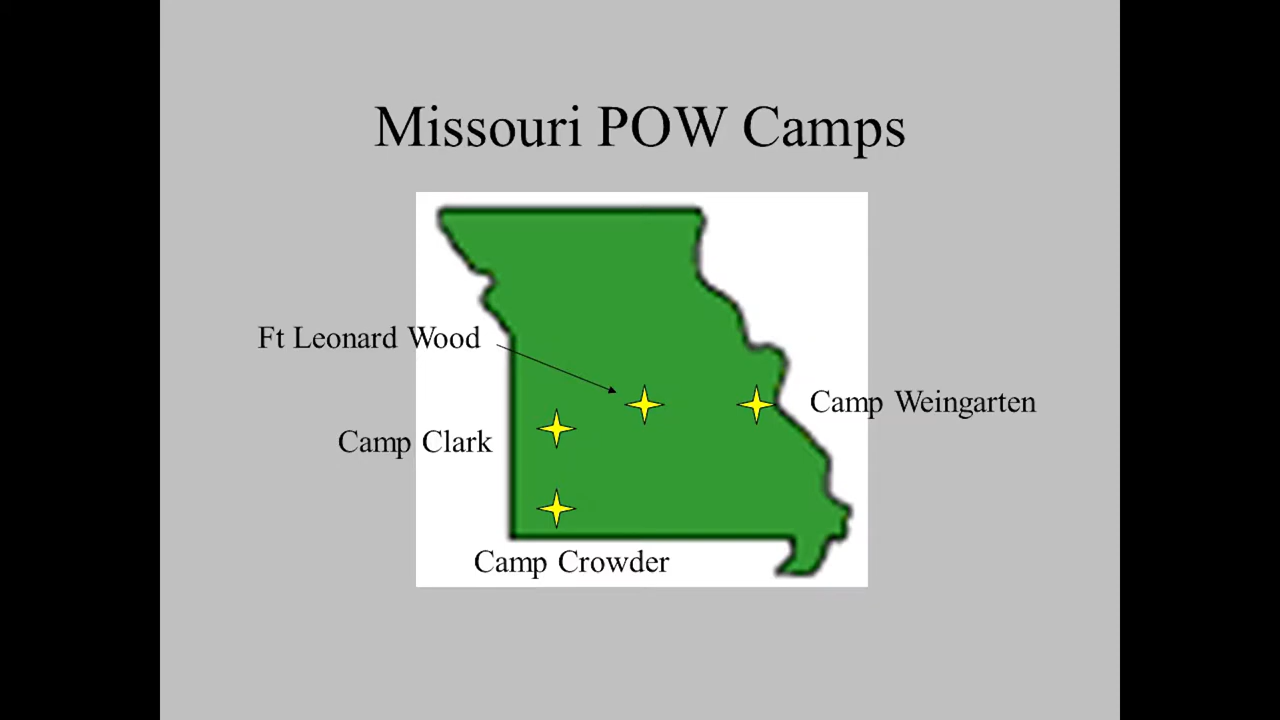 Missouri POW Camps
Ft Leonard Wood
Camp Weingarten
Camp Clark
Camp Crowder